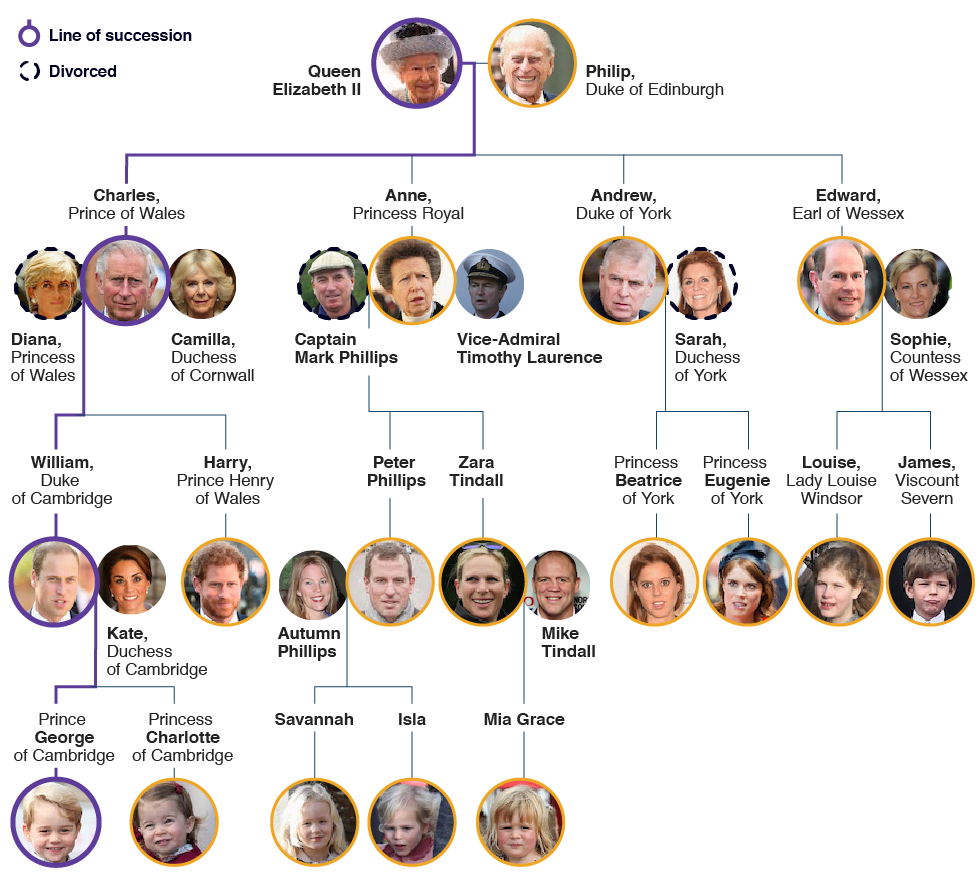 Line of succession
Divorced
Queen
Elizabeth II
Philip,
Duke of Edinburgh
Charles,
Prince of Wales
Anne,
Princess Royal
Andrew,
Duke of York
Edward,
Earl of Wessex
Diana,
Princess
of Wales
Camilla,
Duchess
of Cornwall
Captain
Mark Phillips
Vice-Admiral
Timothy Laurence
Sarah,
Duchess
of York
Sophie,
Countess
of Wessex
William,
Duke
of Cambridge
Harry,
Prince Henry
of Wales
Peter
Phillips
Zara
Tindall
Princess
Beatrice
of York
Princess
Eugenie
of York
Louise,
Lady Louise
Windsor
James,
Viscount
Severn
Kate,
Duchess
of Cambridge
Autumn
Phillips
Mike
Tindall
Prince
George
of Cambridge
Princess
Charlotte
of Cambridge
Savannah
Isla
Mia Grace